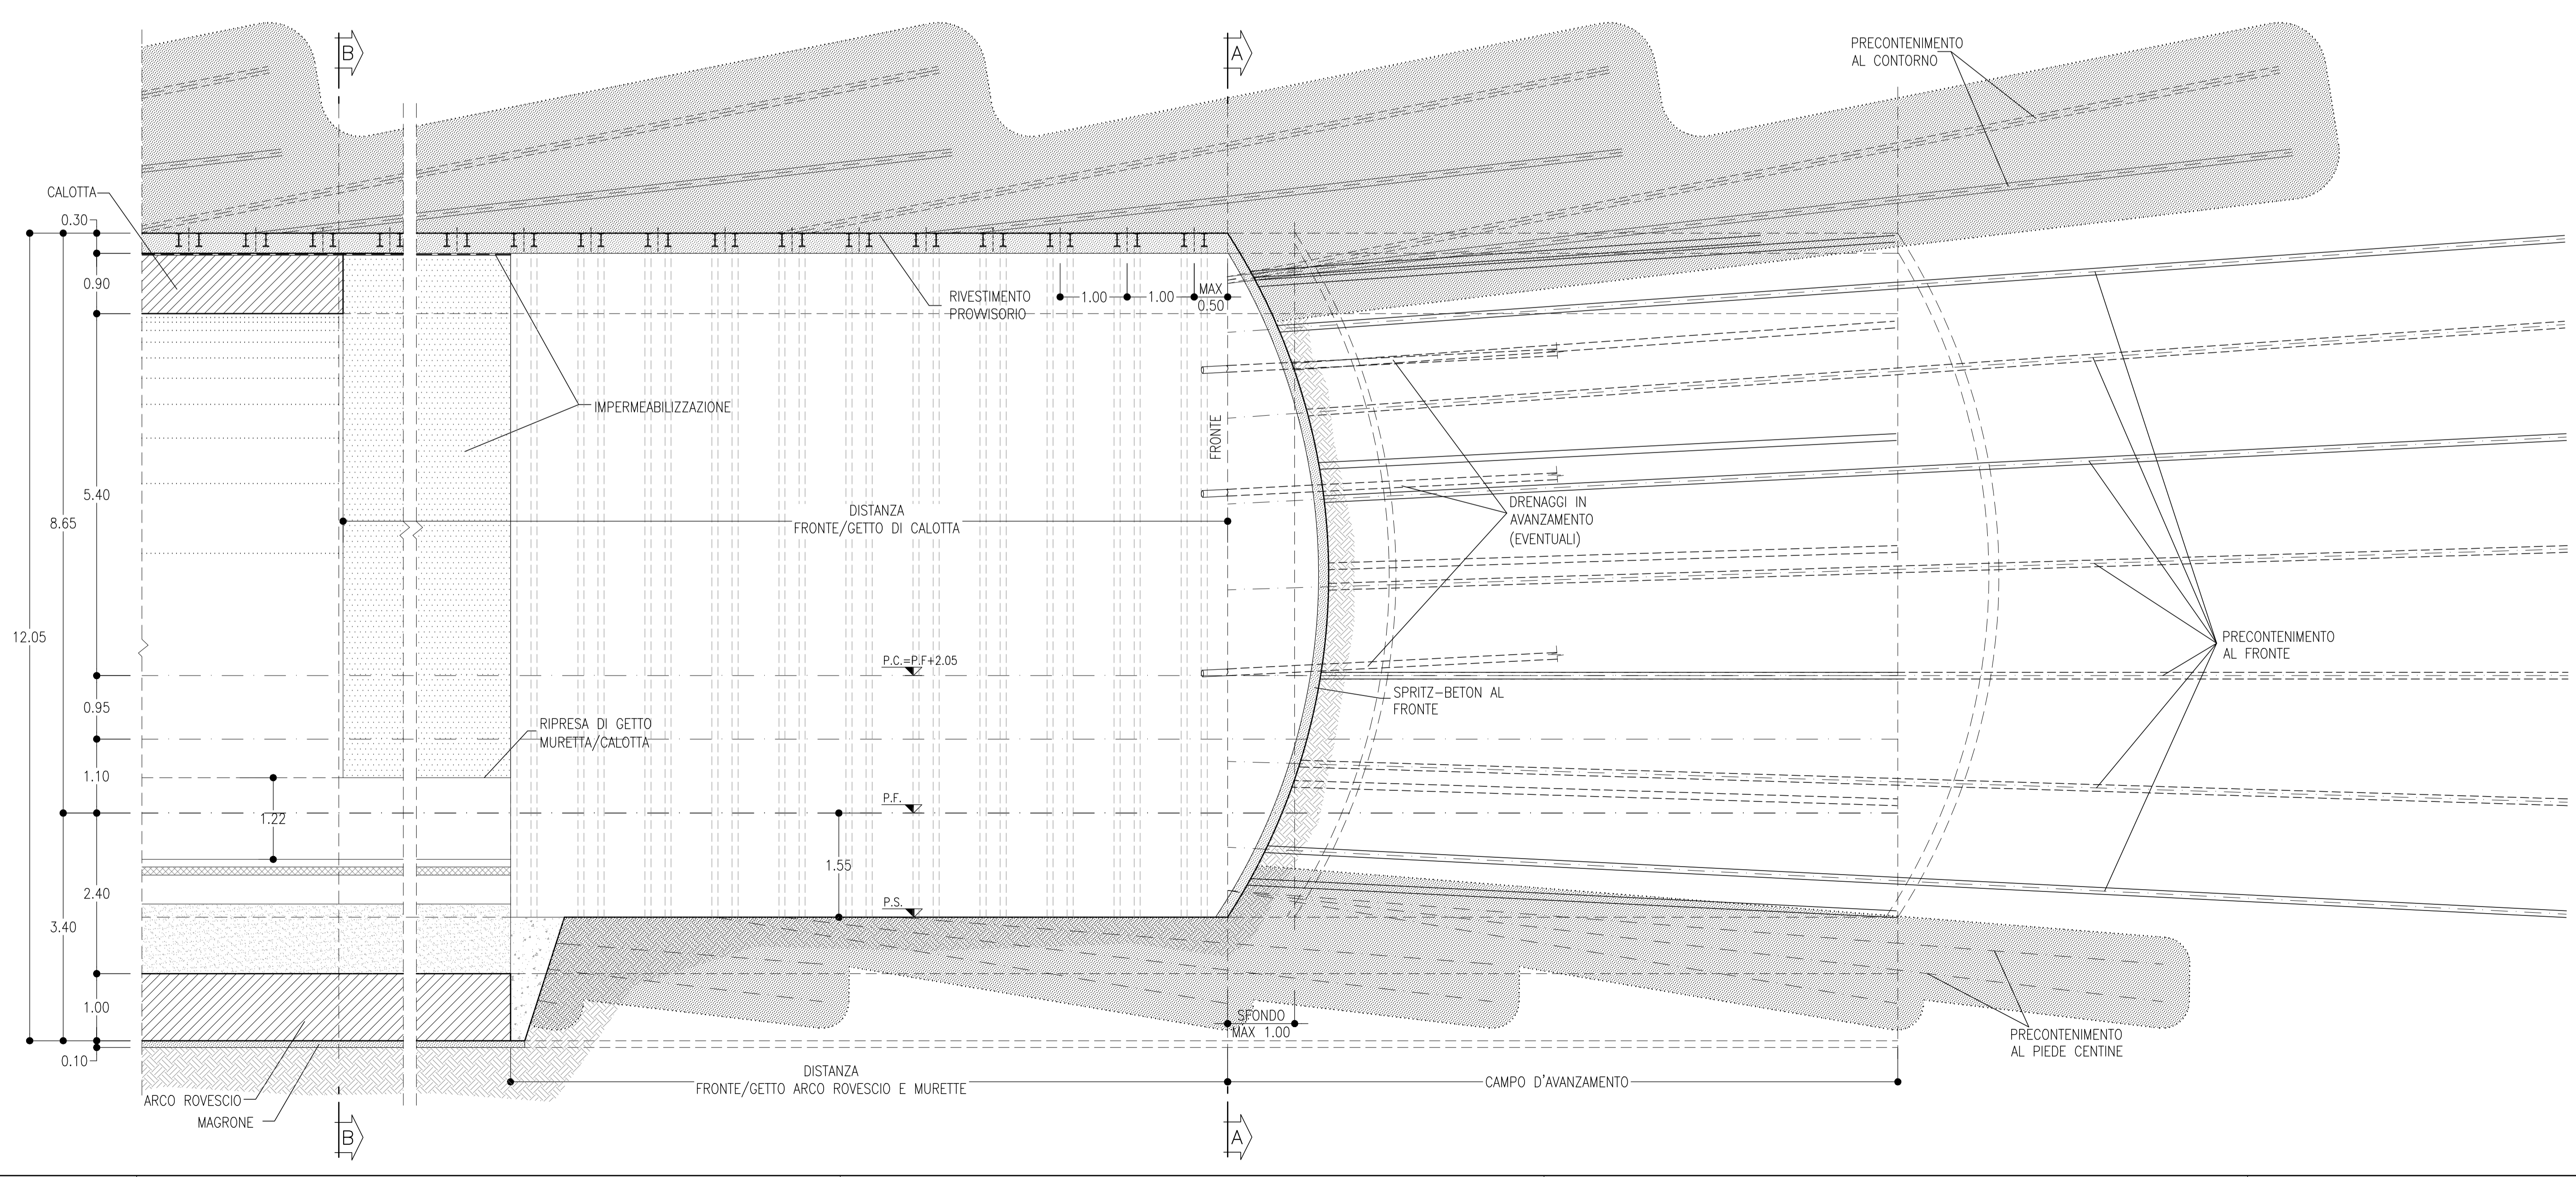 B
A
PRECONTENIMENTO
AL CONTORNO
CALOTTA
0.30
0.90
RIVESTIMENTO
PROVVISORIO
1.00
1.00
MAX
0.50
IMPERMEABILIZZAZIONE
FRONTE
5.40
8.65
DISTANZA
FRONTE/GETTO DI CALOTTA
DRENAGGI IN
AVANZAMENTO
(EVENTUALI)
12.05
P.C.=P.F+2.05
PRECONTENIMENTO
AL FRONTE
0.95
SPRITZ-BETON AL
FRONTE
RIPRESA DI GETTO
MURETTA/CALOTTA
1.10
P.F.
1.22
1.55
2.40
P.S.
3.40
1.00
SFONDO
MAX 1.00
PRECONTENIMENTO
AL PIEDE CENTINE
0.10
DISTANZA
FRONTE/GETTO ARCO ROVESCIO E MURETTE
CAMPO D'AVANZAMENTO
ARCO ROVESCIO
MAGRONE
B
A